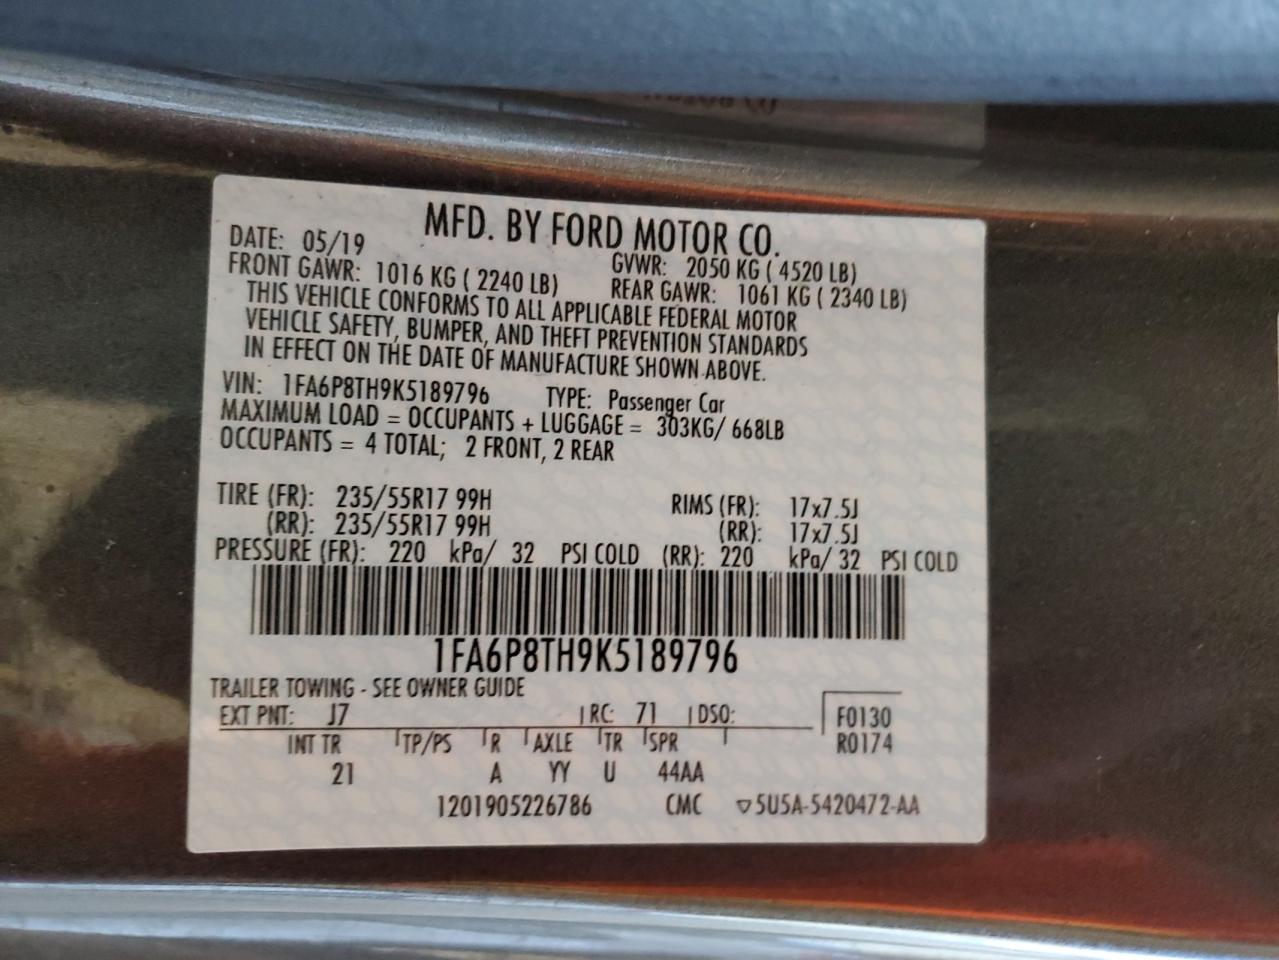 MFD. BY FORD MOTOR CO.
DATE: 05/19 GVWR: 2050 KG ( 4520 LB)
FRONT GAWR: 1016 KG ( 2240 LB) REAR GAWR: 1061 KG ( 2340 LB)
THIS VEHICLE CONFORMS TO ALL APPLICABLE FEDERAL MOTOR
VEHICLE SAFETY, BUMPER, AND THEFT PREVENTION STANDARDS
IN EFFECT ON THE DATE OF MANUFACTURE SHOWN ABOVE.
VIN: 1FA6P8TH9K5189796 TYPE: Passenger Car
MAXIMUM LOAD = OCCUPANTS + LUGGAGE = 303KG/ 668LB
OCCUPANTS = 4 TOTAL; 2 FRONT, 2 REAR
TIRE (FR): 235/55R17 99H RIMS (FR): 17x7.5J
(RR): 235/55R17 99H (RR): 17x7.5J
PRESSURE (FR): 220 kPa/ 32 PSI COLD (RR): 220 kPa/ 32 PSI COLD
1FA6P8TH9K5189796
TRAILER TOWING - SEE OWNER GUIDE
EXT PNT: J7 RC: 71 DSO: F0130
INT TR TP/PS R AXLE TR SPR R0174
21 A YY U 44AA
1201905226786 CMC ▽5U5A-5420472-AA